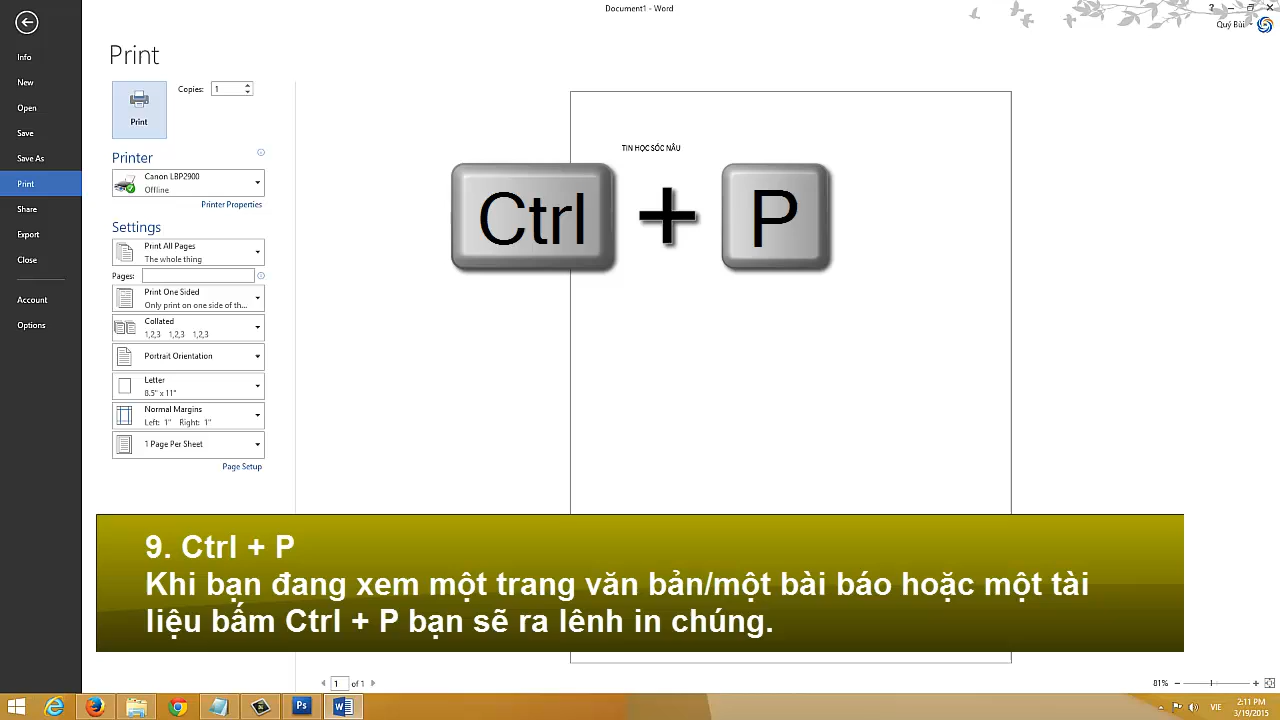 Document1 - Word
?
Quý Bùi
Info
New
Open
Save
Save As
Print
Share
Export
Close
Account
Options
Print
Print
Copies: 1
Printer
Canon LBP2900
Offline
Printer Properties
Settings
Print All Pages
The whole thing
Pages:
Print One Sided
Only print on one side of th...
Collated
1,2,3 1,2,3 1,2,3
Portrait Orientation
Letter
8.5" x 11"
Normal Margins
Left: 1" Right: 1"
1 Page Per Sheet
Page Setup
TIN HỌC SÓC NÂU
Ctrl + P
9. Ctrl + P
Khi bạn đang xem một trang văn bản/một bài báo hoặc một tài
liệu bấm Ctrl + P bạn sẽ ra lênh in chúng.
1 of 1
81%
Ps
VIE
2:11 PM
3/19/2015